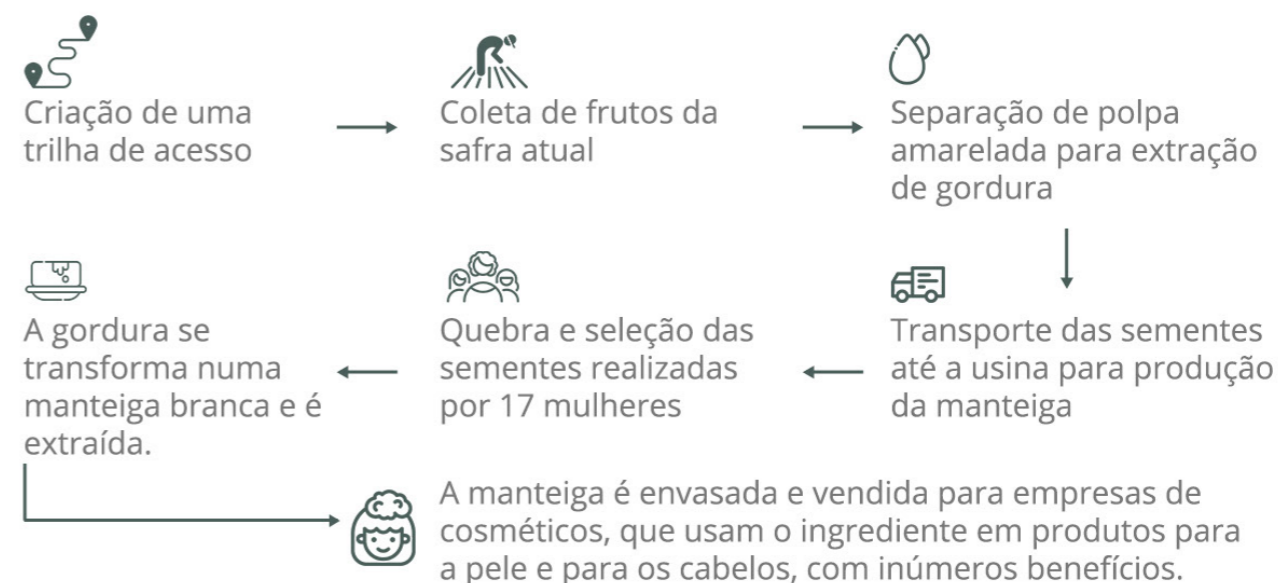 Criação de uma
trilha de acesso
Coleta de frutos da
safra atual
Separação de polpa
amarelada para extração
de gordura
Transporte das sementes
até a usina para produção
da manteiga
Quebra e seleção das
sementes realizadas
por 17 mulheres
A gordura se
transforma numa
manteiga branca e é
extraída.
A manteiga é envasada e vendida para empresas de
cosméticos, que usam o ingrediente em produtos para
a pele e para os cabelos, com inúmeros benefícios.